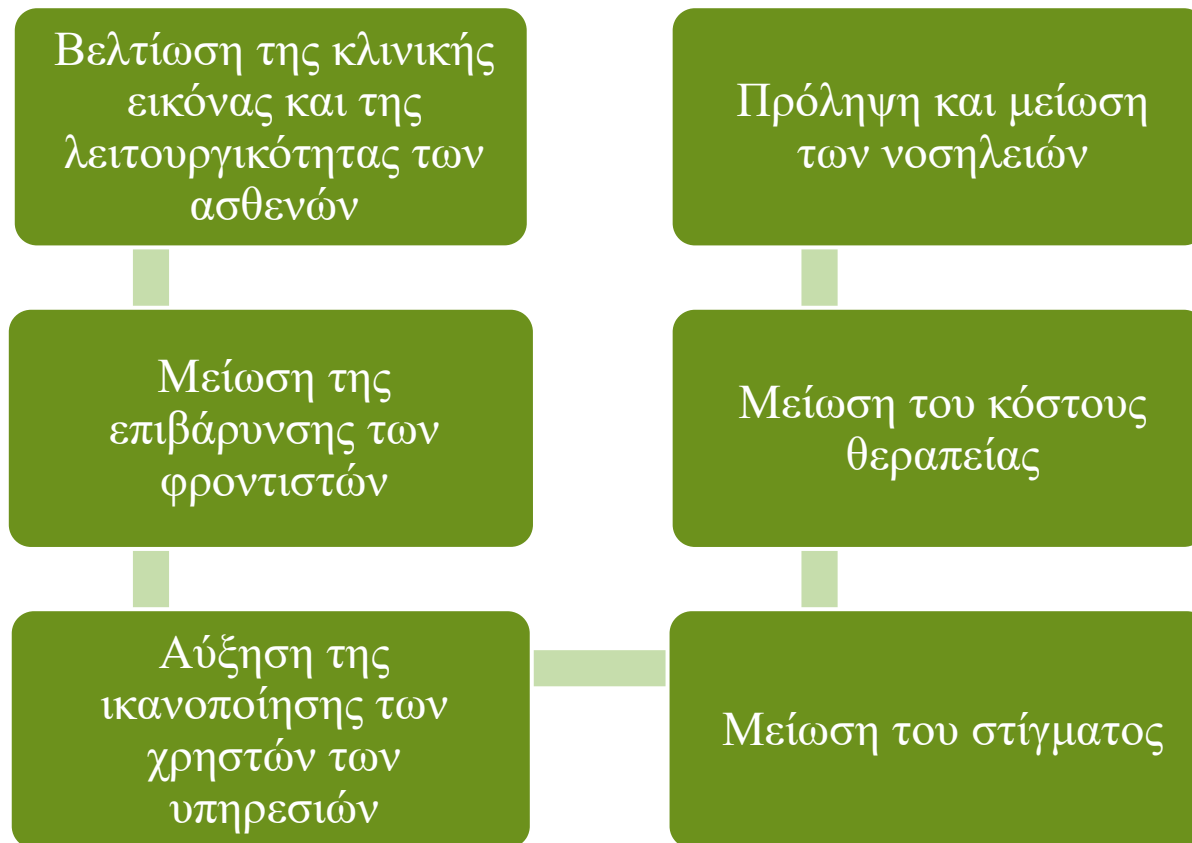 Βελτίωση της κλινικής
εικόνας και της
λειτουργικότητας των
ασθενών
Μείωση της
επιβάρυνσης των
φροντιστών
Αύξηση της
ικανοποίησης των
χρηστών των
υπηρεσιών
Μείωση του στίγματος
Μείωση του κόστους
θεραπείας
Πρόληψη και μείωση
των νοσηλειών